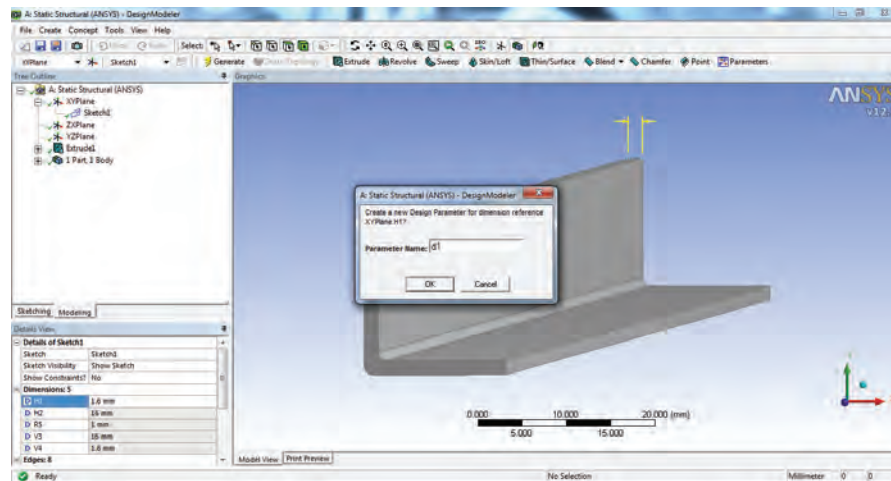 A: Static Structural (ANSYS) - DesignModeler
File Create Concept Tools View Help
Select:
XYPlane Sketch1 Generate Extrude Revolve Sweep Skin/Loft Thin/Surface Blend Chamfer Point Parameters
Tree Outline
Graphics
A: Static Structural (ANSYS)
XYPlane
Sketch1
ZXPlane
YZPlane
Extrude1
1 Part, 1 Body
ANSYS
v12
A: Static Structural (ANSYS) - DesignModeler
Create a new Design Parameter for dimension reference
XYPlane.H1?
Parameter Name: d1
OK Cancel
Sketching Modeling
Details View
Details of Sketch1
Sketch Sketch1
Sketch Visibility Show Sketch
Show Constraints? No
Dimensions: 5
H1 1.6 mm
D H2 16 mm
D R5 1 mm
D V3 16 mm
D V4 1.6 mm
Edges: 8
0.000 10.000 20.000 (mm)
5.000 15.000
Model View Print Preview
Ready No Selection Millimeter 0 0